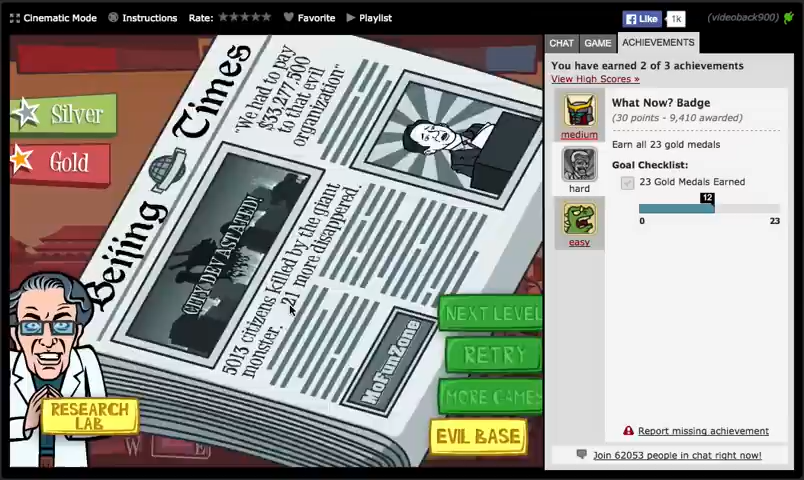 Cinematic Mode
Instructions
Rate:
Favorite
Playlist
Like
1k
(videoback900)
CHAT
GAME
ACHIEVEMENTS
You have earned 2 of 3 achievements
View High Scores »
medium
hard
easy
What Now? Badge
(30 points - 9,410 awarded)
Earn all 23 gold medals
Goal Checklist:
23 Gold Medals Earned
12
0
23
Report missing achievement
Join 62053 people in chat right now!
Silver
Gold
Beijing Times
"We had to pay
$33,277,500
to that evil
organization"
CITY DEVASTATED!
5013 citizens killed by the giant
monster. 21 more disappeared.
MoFunZone
NEXT LEVEL
RETRY
MORE GAMES
EVIL BASE
RESEARCH
LAB
W
E